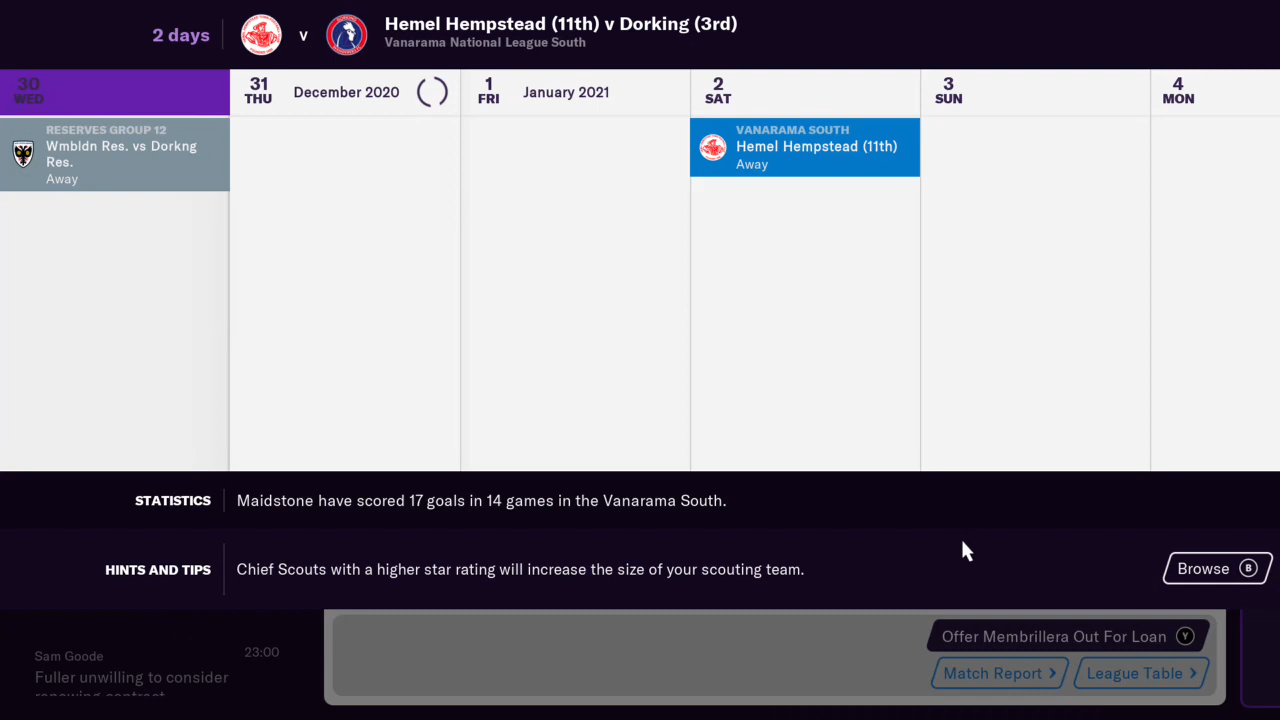 2 days
v
Hemel Hempstead (11th) v Dorking (3rd)
Vanarama National League South
30
WED
31
THU
December 2020
1
FRI
January 2021
2
SAT
3
SUN
4
MON
RESERVES GROUP 12
Wmbldn Res. vs Dorkng
Res.
Away
VANARAMA SOUTH
Hemel Hempstead (11th)
Away
STATISTICS
Maidstone have scored 17 goals in 14 games in the Vanarama South.
HINTS AND TIPS
Chief Scouts with a higher star rating will increase the size of your scouting team.
Browse B
Sam Goode
23:00
Fuller unwilling to consider
renewing contract
Offer Membrillera Out For Loan Y
Match Report
League Table